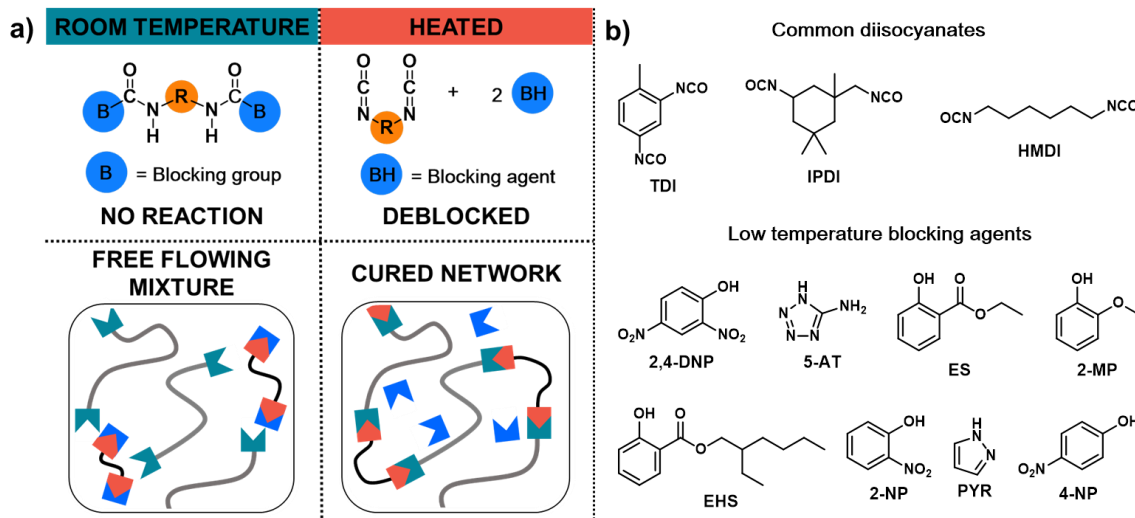 a)
ROOM TEMPERATURE
HEATED
O
O
C
C
B
R
B
N
N
H
H
B = Blocking group
NO REACTION
O
O
C
C
N
N
R
+ 2 BH
BH = Blocking agent
DEBLOCKED
FREE FLOWING
MIXTURE
CURED NETWORK
b)
Common diisocyanates
NCO
NCO
TDI
OCN
NCO
IPDI
OCN
NCO
HMDI
Low temperature blocking agents
OH
O₂N
NO₂
2,4-DNP
H
N
N
N
N
NH₂
5-AT
OH
O
O
ES
OH
O
2-MP
OH
O
O
EHS
OH
NO₂
2-NP
H
N
N
PYR
OH
O₂N
4-NP